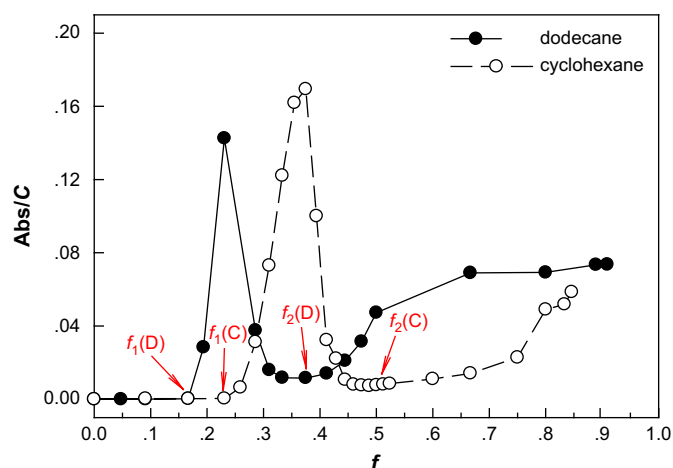 .20
dodecane
cyclohexane
.16
.12
Abs/C
.08
f1(D)
f1(C)
f2(D)
f2(C)
.04
0.00
0.0 .1 .2 .3 .4 .5 .6 .7 .8 .9 1.0
f